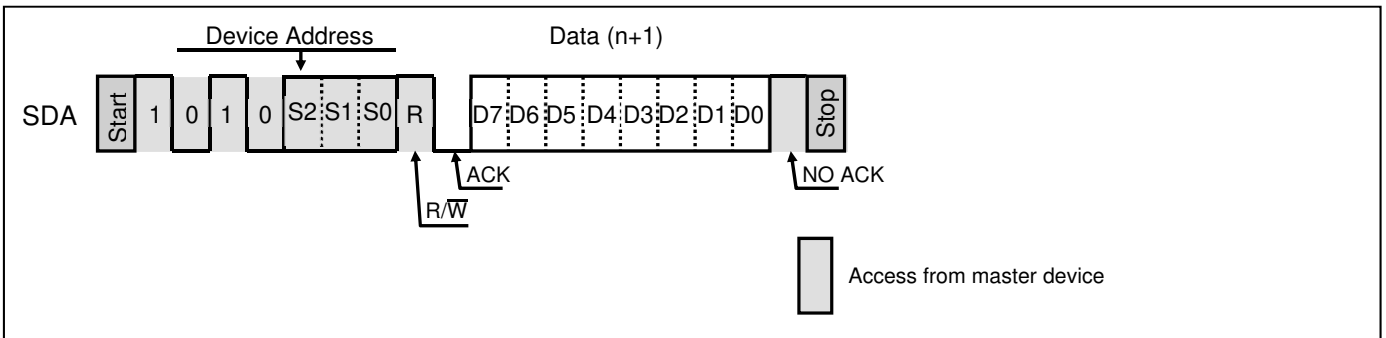 Device Address Data (n+1)
SDA Start 1 0 1 0 S2 S1 S0 R D7 D6 D5 D4 D3 D2 D1 D0 Stop
ACK NO ACK
R/W̅
Access from master device